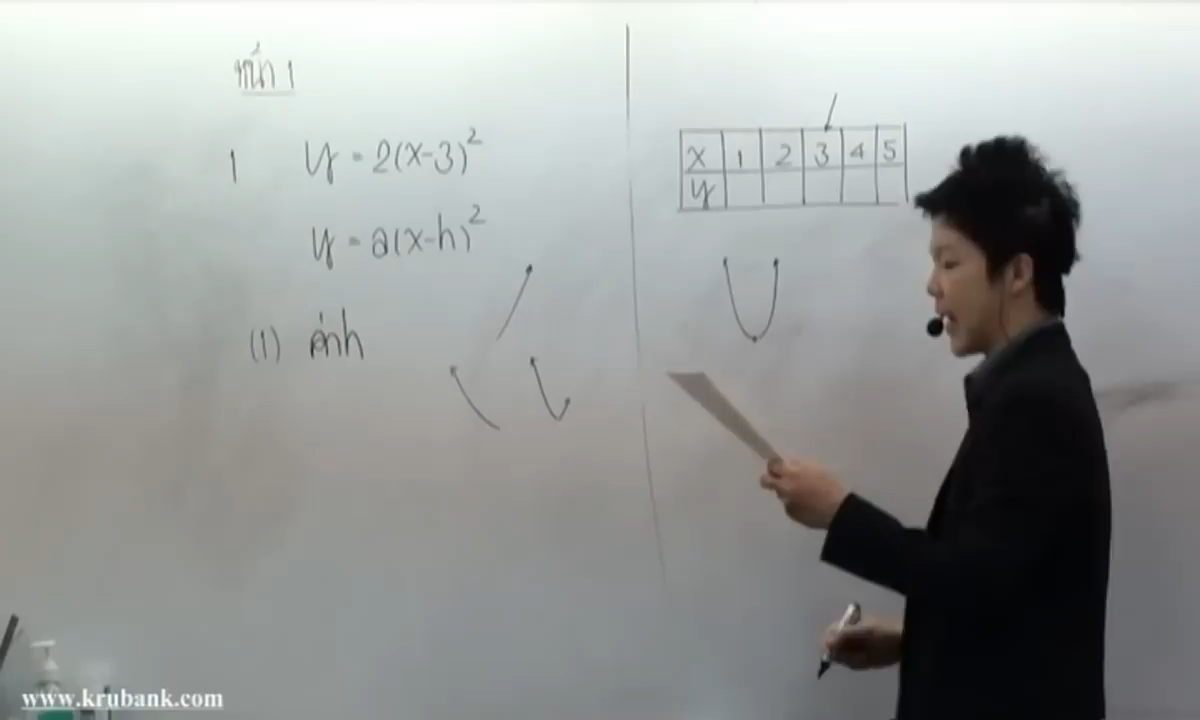 หน้า 1
1 y = 2(x-3)²
y = a(x-h)²
(1) ค่า h
x 1 2 3 4 5
y
www.krubank.com